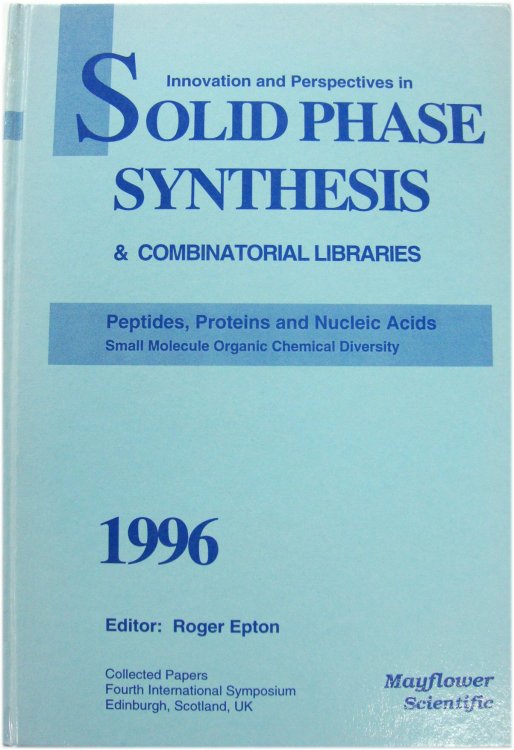 Innovation and Perspectives in
SOLID PHASE
SYNTHESIS
& COMBINATORIAL LIBRARIES
Peptides, Proteins and Nucleic Acids
Small Molecule Organic Chemical Diversity
1996
Editor: Roger Epton
Collected Papers
Fourth International Symposium
Edinburgh, Scotland, UK
Mayflower
Scientific